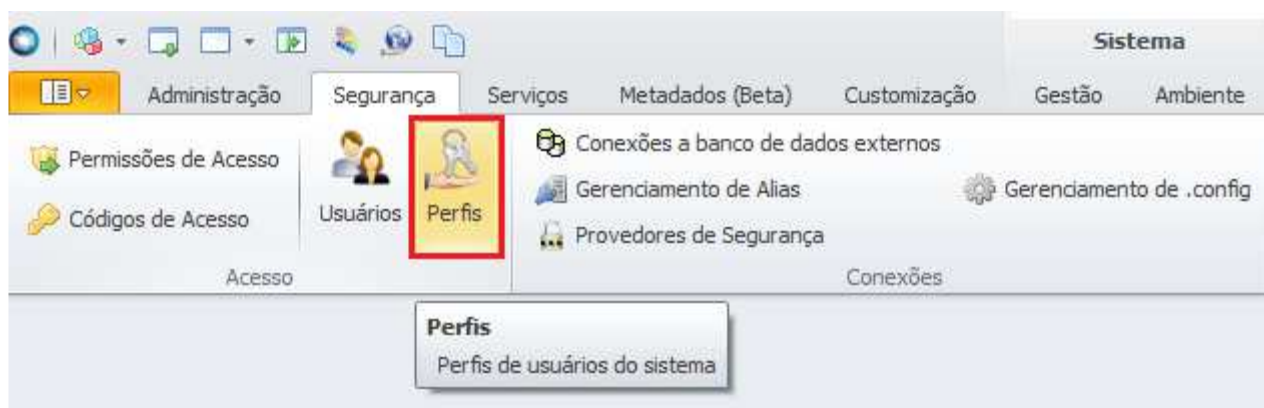 Sistema
Administração Segurança Serviços Metadados (Beta) Customização Gestão Ambiente
Permissões de Acesso
Códigos de Acesso
Usuários
Perfis
Acesso
Conexões a banco de dados externos
Gerenciamento de Alias
Provedores de Segurança
Gerenciamento de .config
Conexões
Perfis
Perfis de usuários do sistema